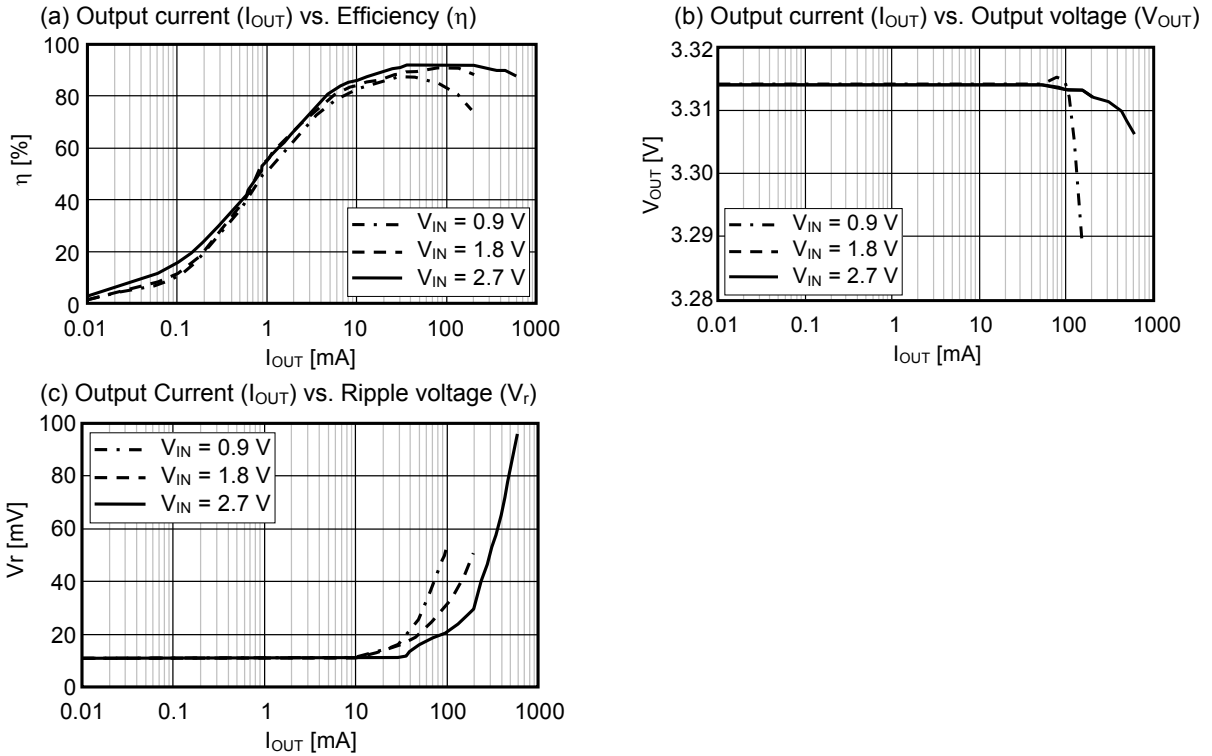 (a) Output current (IOUT) vs. Efficiency (η)
100
80
60
40
20
0
η [%]
VIN = 0.9 V
VIN = 1.8 V
VIN = 2.7 V
0.01
0.1
1
10
100
1000
IOUT [mA]
(b) Output current (IOUT) vs. Output voltage (VOUT)
3.32
3.31
3.30
3.29
3.28
VOUT [V]
VIN = 0.9 V
VIN = 1.8 V
VIN = 2.7 V
0.01
0.1
1
10
100
1000
IOUT [mA]
(c) Output Current (IOUT) vs. Ripple voltage (Vr)
100
80
60
40
20
0
Vr [mV]
VIN = 0.9 V
VIN = 1.8 V
VIN = 2.7 V
0.01
0.1
1
10
100
1000
IOUT [mA]